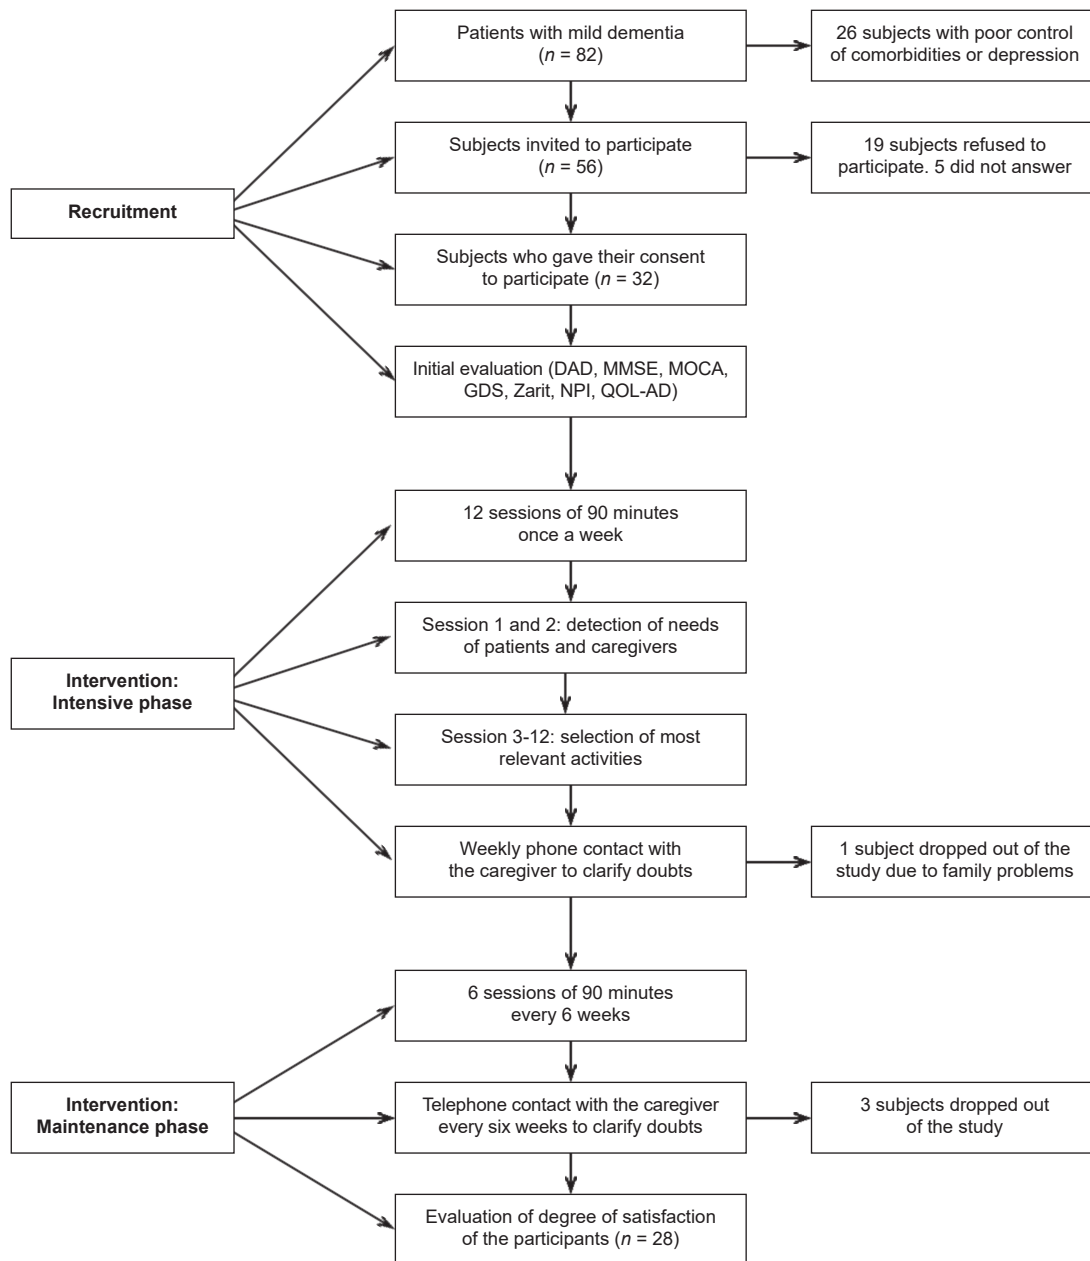 Patients with mild dementia
(n = 82)
26 subjects with poor control
of comorbidities or depression
Subjects invited to participate
(n = 56)
19 subjects refused to
participate. 5 did not answer
Recruitment
Subjects who gave their consent
to participate (n = 32)
Initial evaluation (DAD, MMSE, MOCA,
GDS, Zarit, NPI, QOL-AD)
12 sessions of 90 minutes
once a week
Session 1 and 2: detection of needs
of patients and caregivers
Intervention:
Intensive phase
Session 3-12: selection of most
relevant activities
Weekly phone contact with
the caregiver to clarify doubts
1 subject dropped out of the
study due to family problems
6 sessions of 90 minutes
every 6 weeks
Intervention:
Maintenance phase
Telephone contact with the caregiver
every six weeks to clarify doubts
3 subjects dropped out
of the study
Evaluation of degree of satisfaction
of the participants (n = 28)